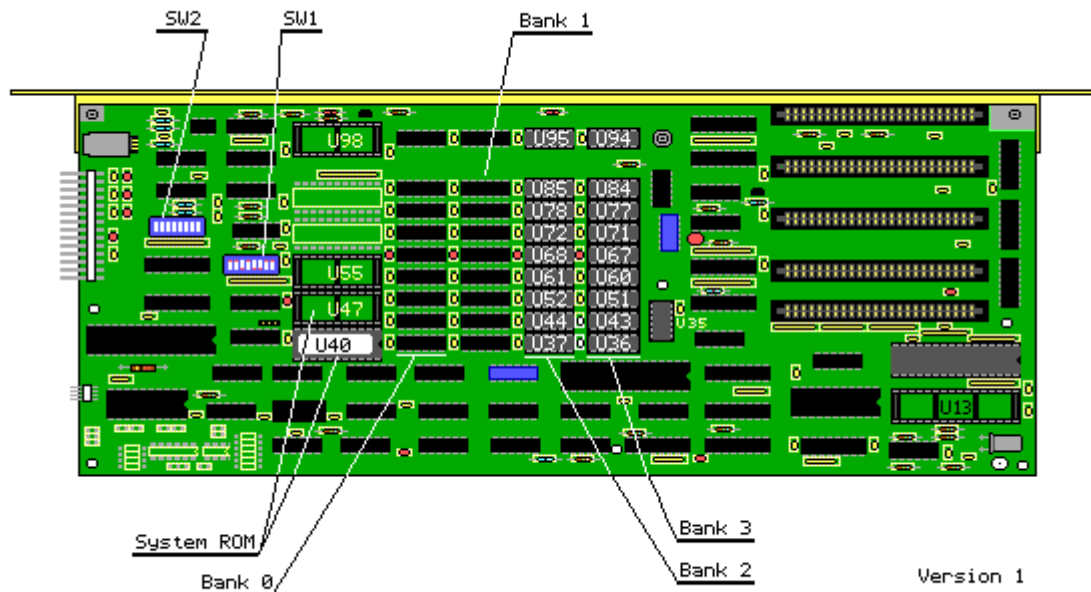 SW2
SW1
Bank 1
U98
U95
U94
U85
U84
U78
U77
U72
U71
U68
U67
U55
U61
U60
U47
U52
U51
U44
U43
U35
U40
U37
U36
U13
System ROM
Bank 3
Bank 0
Bank 2
Version 1